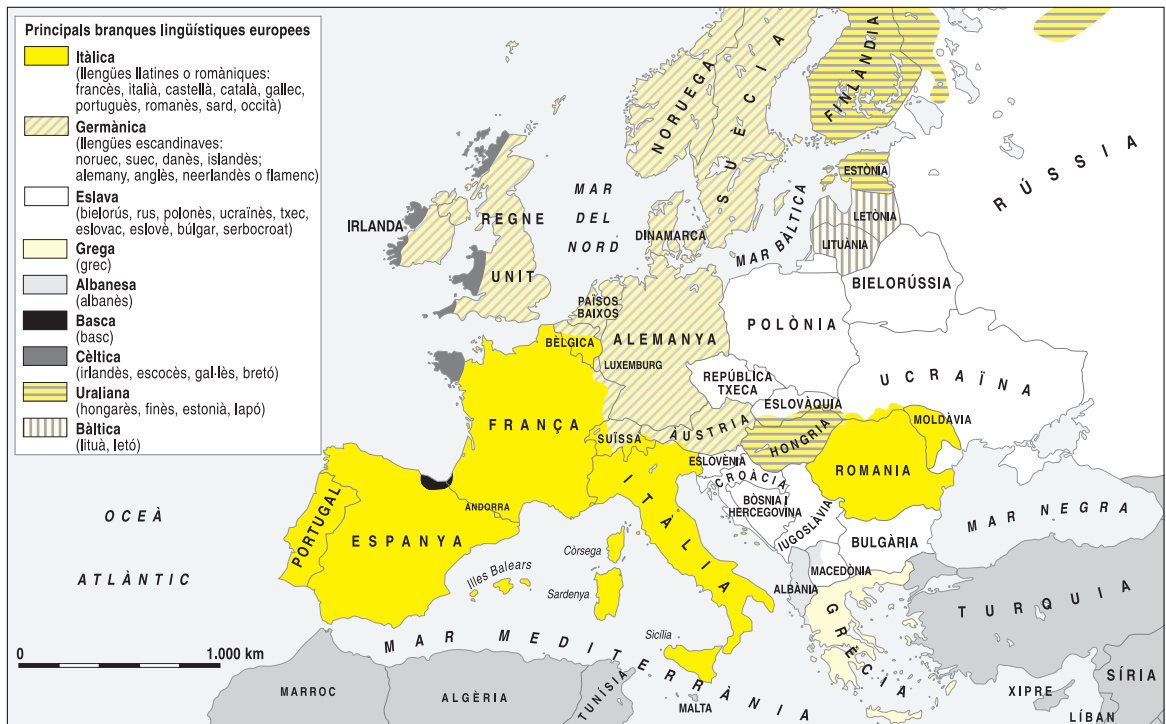 Principals branques lingüístiques europees
Itàlica
(llengües llatines o romàniques:
francès, italià, castellà, català, gallec,
portuguès, romanès, sard, occità)
Germànica
(llengües escandinaves:
noruec, suec, danès, islandès;
alemany, anglès, neerlandès o flamenc)
Eslava
(bielorús, rus, polonès, ucraïnès, txec,
eslovac, eslovè, búlgar, serbocroat)
Grega
(grec)
Albanesa
(albanès)
Basca
(basc)
Cèltica
(irlandès, escocès, gal·lès, bretó)
Uraliana
(hongarès, finès, estonià, lapó)
Bàltica
(lituà, letó)
NORUEGA
SUÈCIA
FINLÀNDIA
RÚSSIA
ESTÒNIA
LETÒNIA
LITUÀNIA
MAR
DEL
NORD
MAR BÀLTICA
IRLANDA
REGNE
UNIT
DINAMARCA
BIELORÚSSIA
PAÏSOS
BAIXOS
ALEMANYA
POLÒNIA
BÈLGICA
LUXEMBURG
REPÚBLICA
TXECA
UCRAÏNA
ESLOVÀQUIA
FRANÇA
SUÏSSA
AUSTRIA
HONGRIA
MOLDÀVIA
ESLOVÈNIA
CROÀCIA
ROMANIA
BÒSNIA I
HERCEGOVINA
IUGOSLÀVIA
ANDORRA
ITÀLIA
PORTUGAL
ESPANYA
OCEÀ
ATLÀNTIC
MAR NEGRA
BULGÀRIA
MACEDÒNIA
ALBÀNIA
Còrsega
Illes Balears
Sardenya
Sicília
GRÈCIA
TURQUIA
MAR MEDITERRÀNIA
0
1.000 km
MARROC
ALGÈRIA
TUNÍSIA
MALTA
XIPRE
SÍRIA
LÍBAN